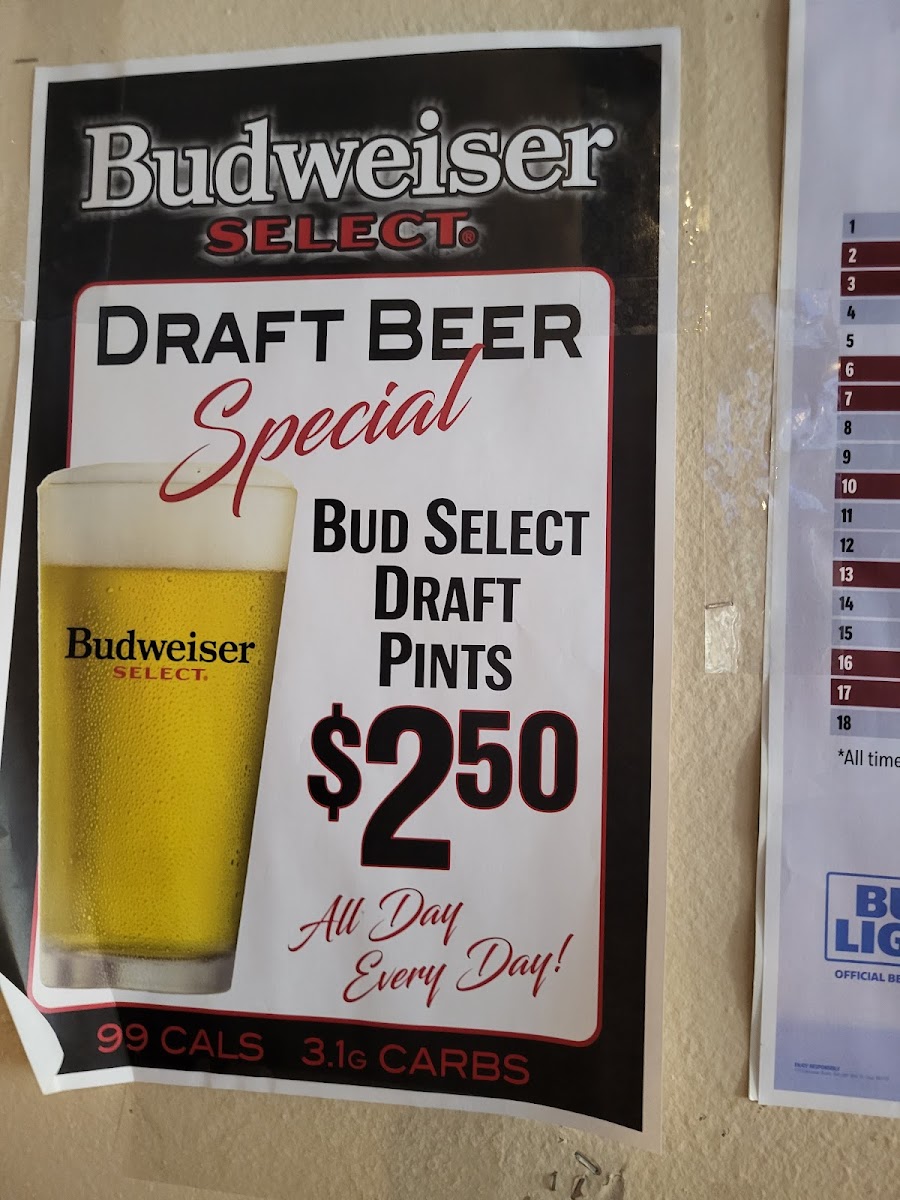 Budweiser
SELECT®
DRAFT BEER
Special
BUD SELECT
DRAFT
PINTS
$2.50
Budweiser
SELECT.
All Day
Every Day!
99 CALS 3.1G CARBS
1
2
3
4
5
6
7
8
9
10
11
12
13
14
15
16
17
18
*All time
BU
LIG
OFFICIAL BE